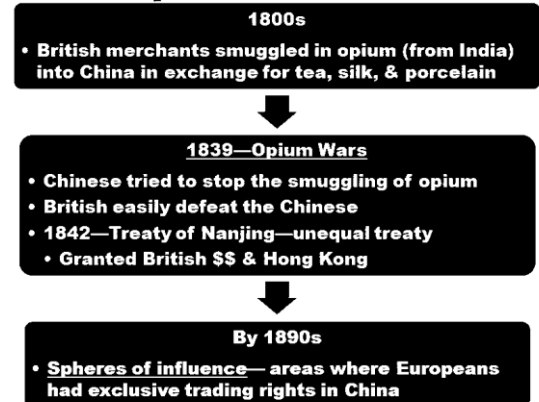 1800s
• British merchants smuggled in opium (from India)
into China in exchange for tea, silk, & porcelain
1839—Opium Wars
• Chinese tried to stop the smuggling of opium
• British easily defeat the Chinese
• 1842—Treaty of Nanjing—unequal treaty
• Granted British $$ & Hong Kong
By 1890s
• Spheres of influence— areas where Europeans
had exclusive trading rights in China